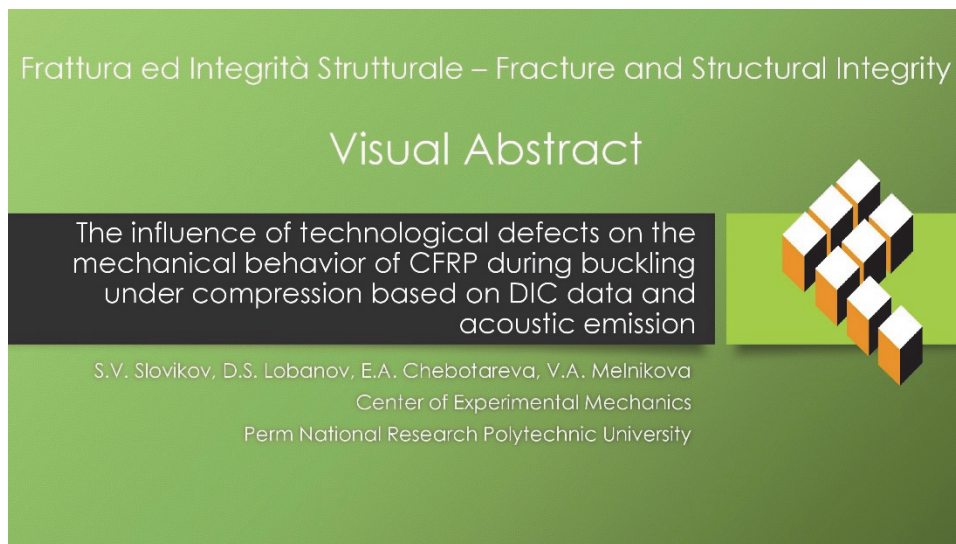 Frattura ed Integrità Strutturale – Fracture and Structural Integrity
Visual Abstract
The influence of technological defects on the
mechanical behavior of CFRP during buckling
under compression based on DIC data and
acoustic emission
S.V. Slovikov, D.S. Lobanov, E.A. Chebotareva, V.A. Melnikova
Center of Experimental Mechanics
Perm National Research Polytechnic University